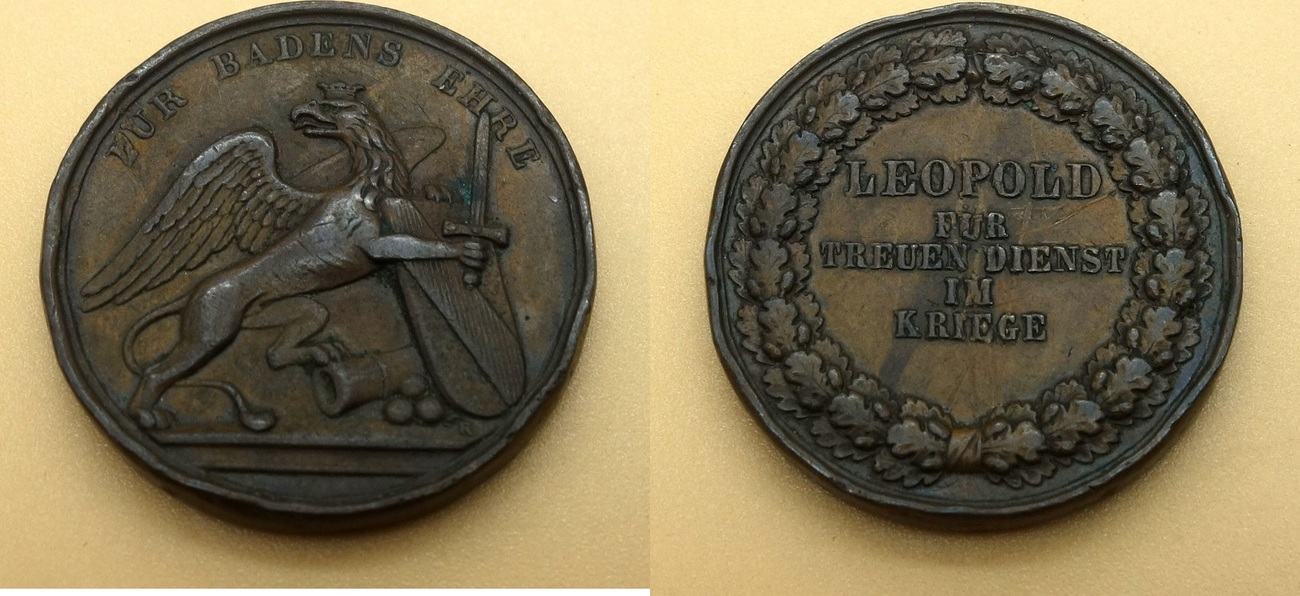 FÜR BADENS EHRE
LEOPOLD
FÜR
TREUEN DIENST
IM
KRIEGE